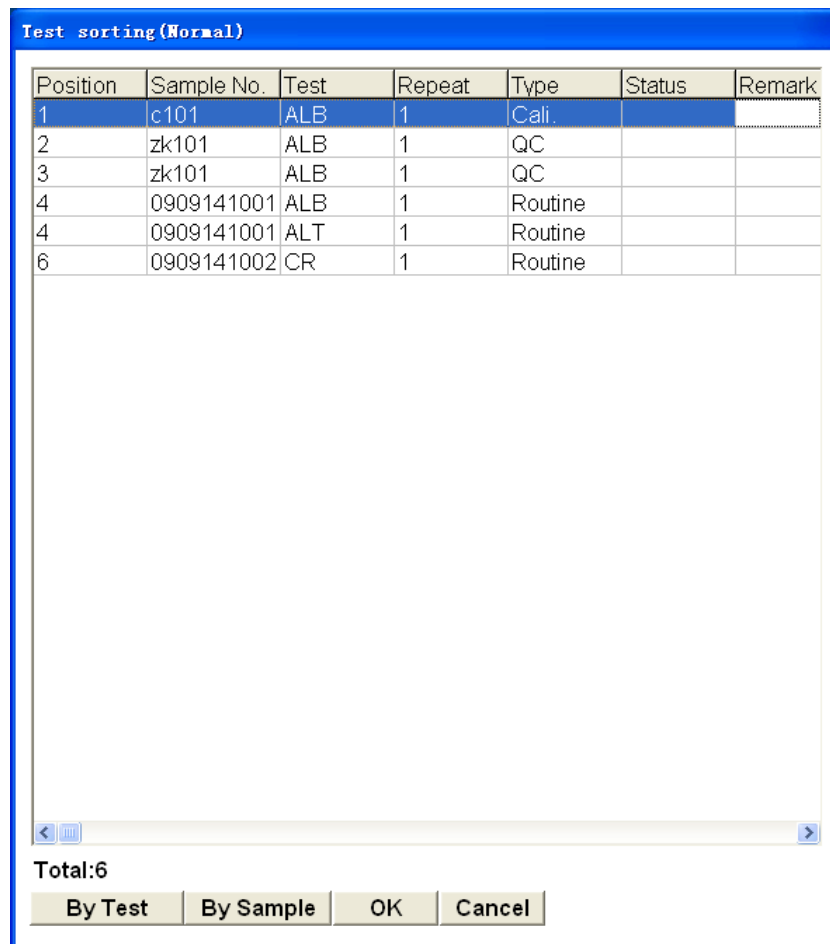 Test sorting(Normal)
Position Sample No. Test Repeat Type Status Remark
1 c101 ALB 1 Cali.
2 zk101 ALB 1 QC
3 zk101 ALB 1 QC
4 0909141001 ALB 1 Routine
4 0909141001 ALT 1 Routine
6 0909141002 CR 1 Routine
Total:6
By Test By Sample OK Cancel